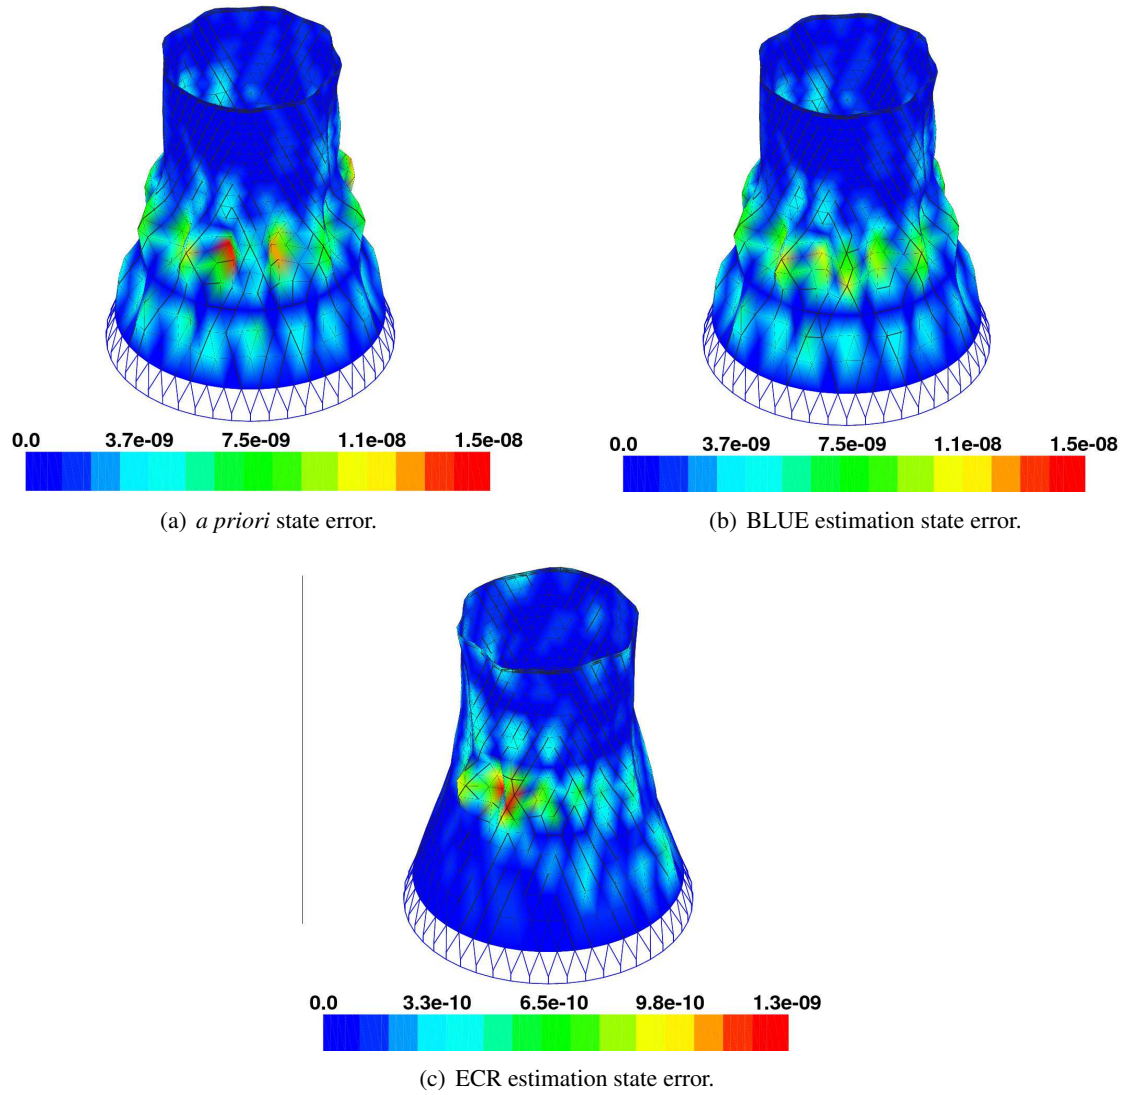 0.0 3.7e-09 7.5e-09 1.1e-08 1.5e-08
(a) a priori state error.
0.0 3.7e-09 7.5e-09 1.1e-08 1.5e-08
(b) BLUE estimation state error.
0.0 3.3e-10 6.5e-10 9.8e-10 1.3e-09
(c) ECR estimation state error.